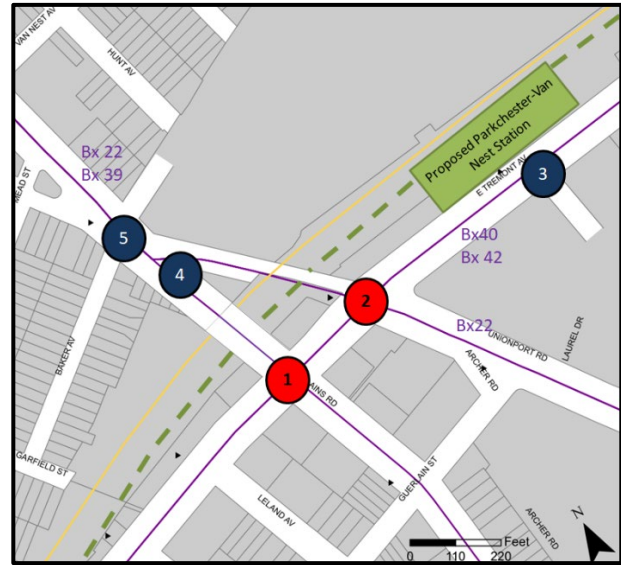 VAN NEST AV
HUNT AV
Bx 22
Bx 39
MEAD ST
5
4
BAKER AV
GARFIELD ST
Proposed Parkchester-Van
Nest Station
3
E TREMONT AV
Bx40
Bx 42
2
Bx22
UNIONPORT RD
LAUREL DR
ARCHER RD
1
AINS RD
GUERLAIN ST
LELAND AV
ARCHER RD
N
Feet
0 110 220